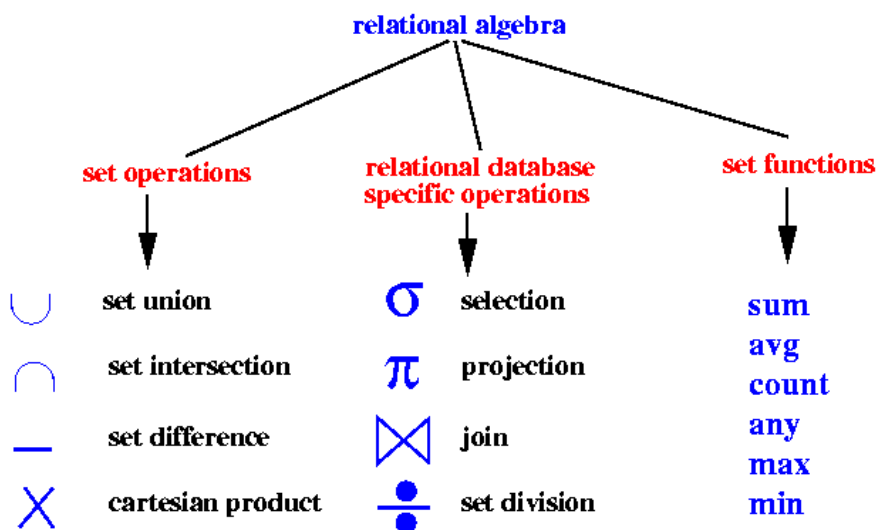 relational algebra
set operations
relational database
specific operations
set functions
∪ set union
∩ set intersection
− set difference
× cartesian product
σ selection
π projection
⋈ join
÷ set division
sum
avg
count
any
max
min